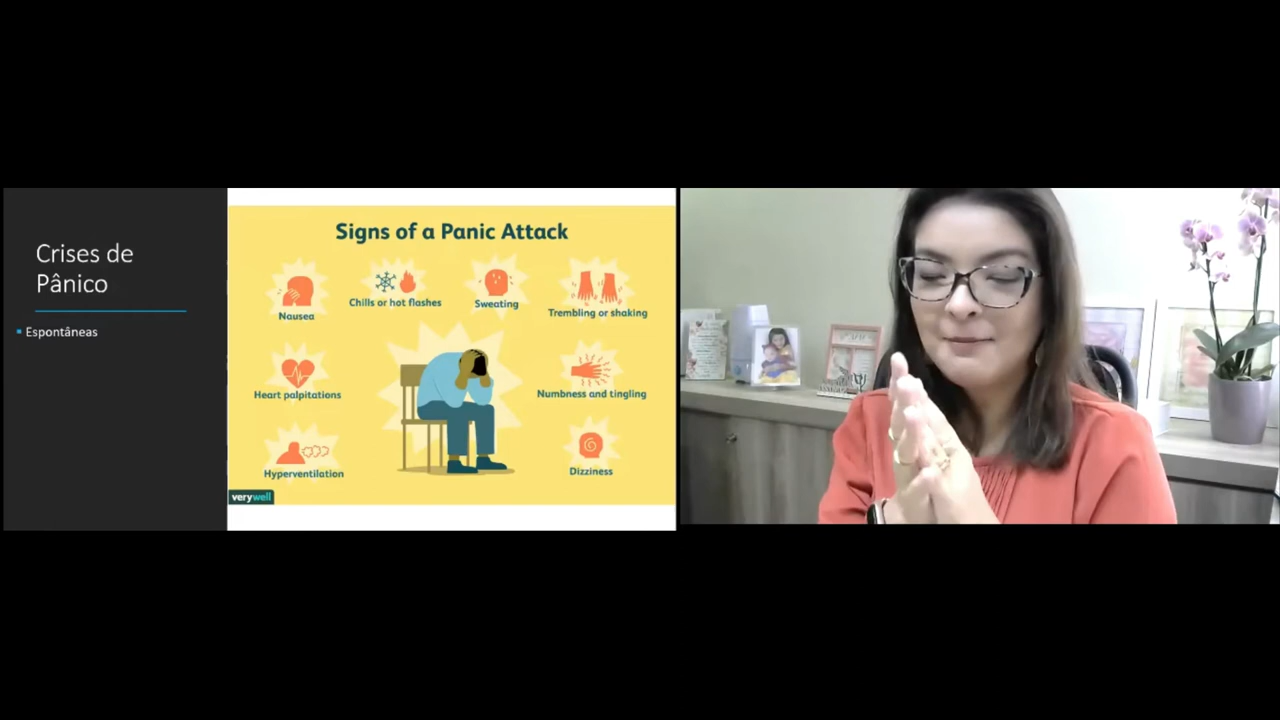 Crises de
Pânico
Espontâneas
Signs of a Panic Attack
Nausea
Chills or hot flashes
Sweating
Trembling or shaking
Heart palpitations
Numbness and tingling
Hyperventilation
Dizziness
verywell